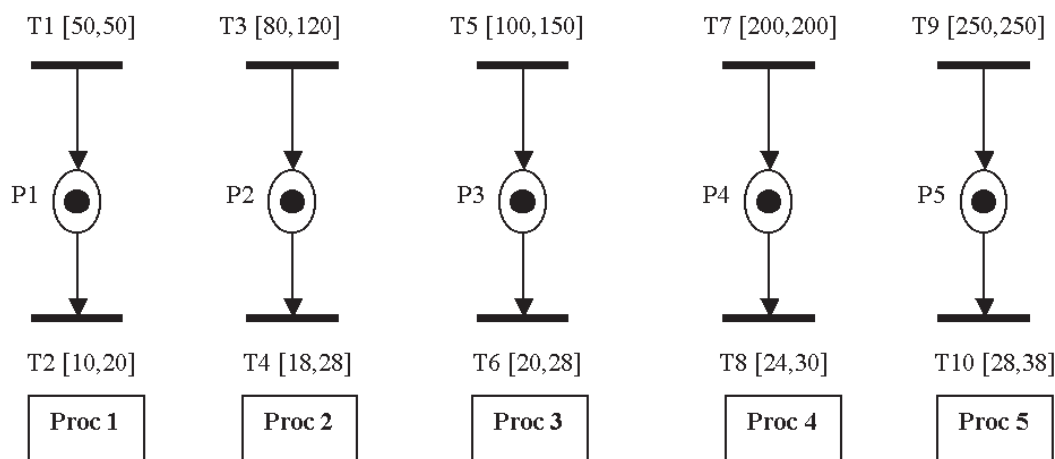 T1 [50,50] T3 [80,120] T5 [100,150] T7 [200,200] T9 [250,250]
P1 P2 P3 P4 P5
T2 [10,20] T4 [18,28] T6 [20,28] T8 [24,30] T10 [28,38]
Proc 1 Proc 2 Proc 3 Proc 4 Proc 5